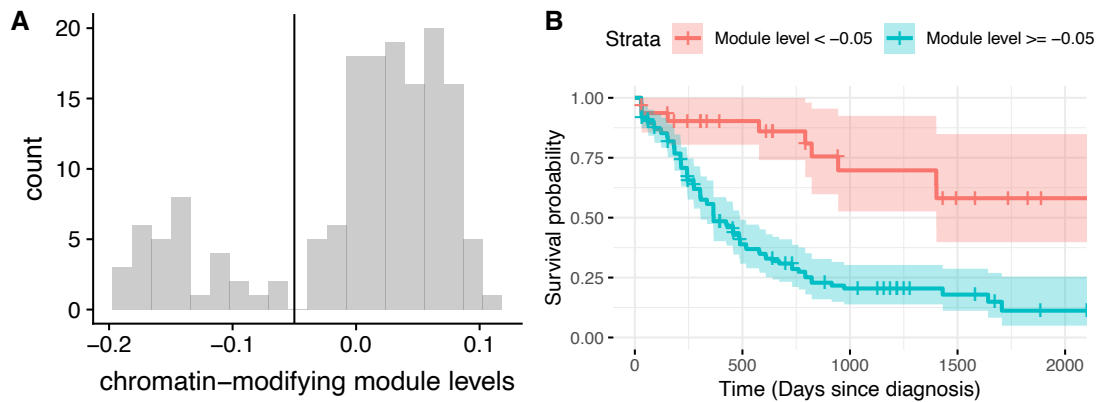 A
count
20
15
10
5
0
−0.2 −0.1 0.0 0.1
chromatin−modifying module levels
B
Strata Module level < −0.05 Module level >= −0.05
Survival probability
1.00
0.75
0.50
0.25
0.00
0 500 1000 1500 2000
Time (Days since diagnosis)